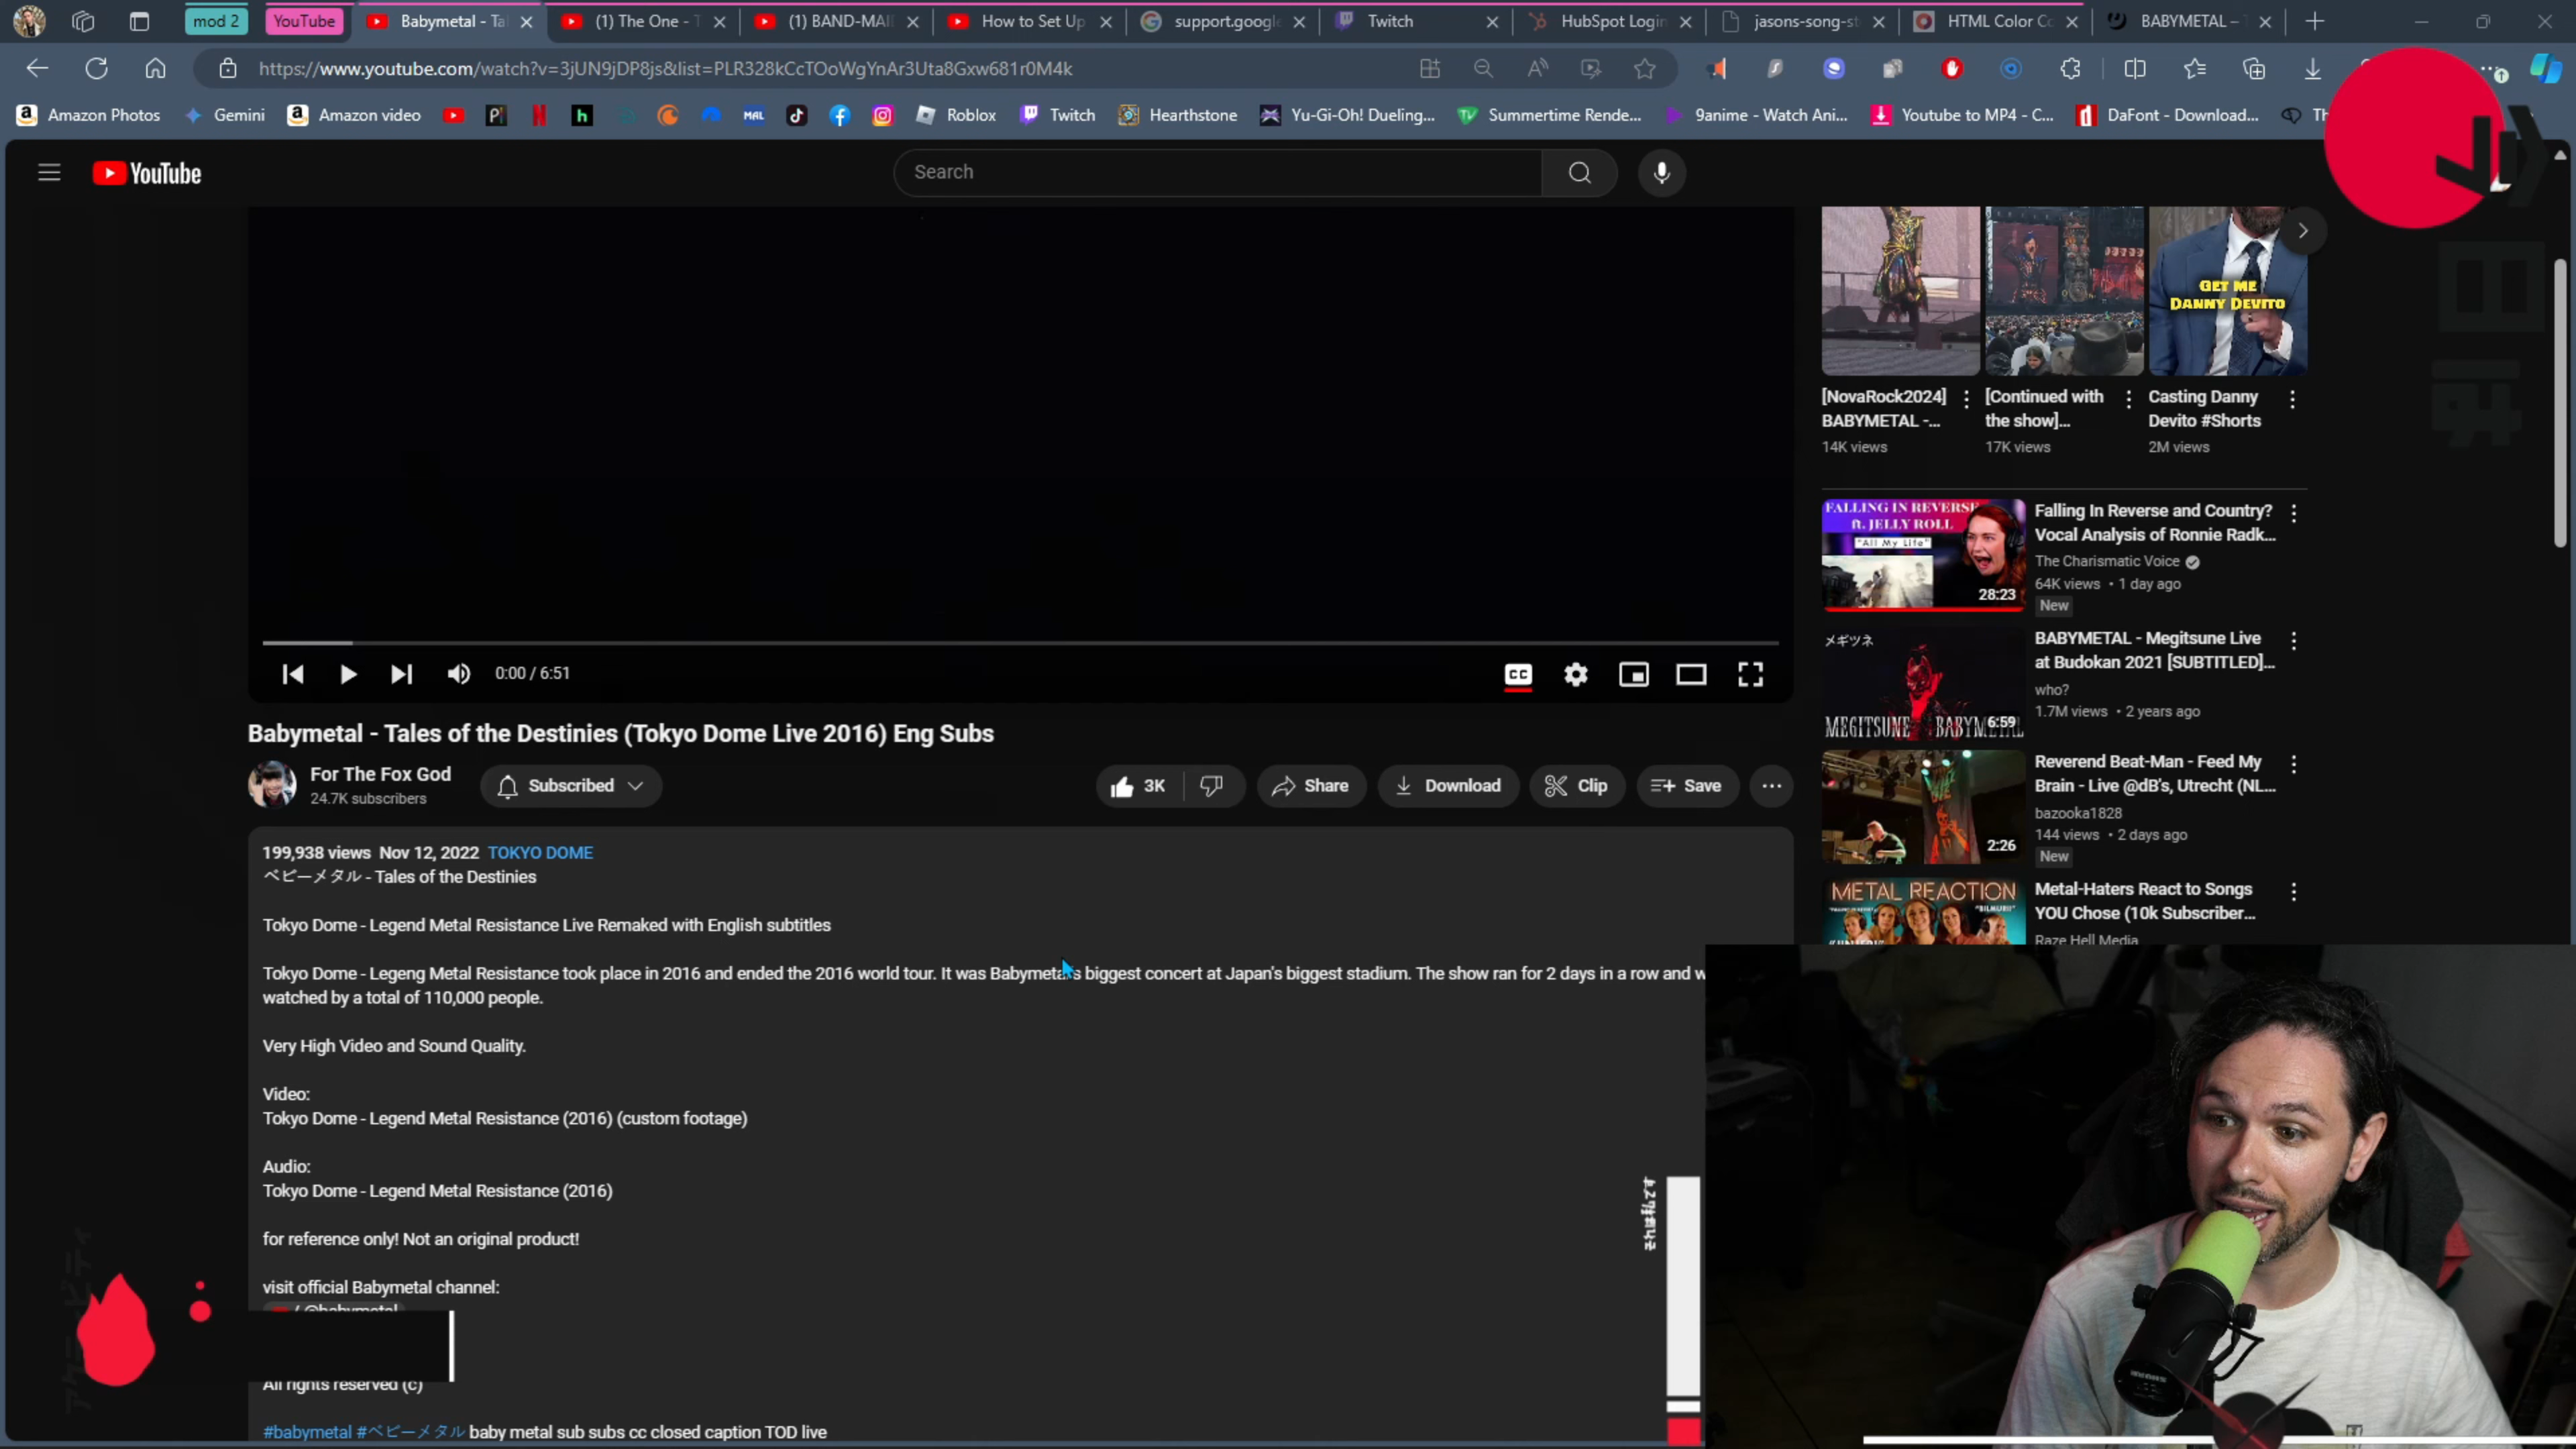 mod 2
YouTube
Babymetal - Ta
(1) The One - T
(1) BAND-MAI
How to Set Up
support.google
Twitch
HubSpot Login
jasons-song-st
HTML Color Co
BABYMETAL –
https://www.youtube.com/watch?v=3jUN9jDP8js&list=PLR328kCcTOoWgYnAr3Uta8Gxw681r0M4k
Amazon Photos
Gemini
Amazon video
MAL
Roblox
Twitch
Hearthstone
Yu-Gi-Oh! Dueling...
Summertime Rende...
9anime - Watch Ani...
Youtube to MP4 - C...
DaFont - Download...
YouTube
Search
GET ME
DANNY DEVITO
[NovaRock2024]
BABYMETAL -...
14K views
[Continued with
the show]...
17K views
Casting Danny
Devito #Shorts
2M views
FALLING IN REVERSE
ft. JELLY ROLL
"All My Life"
28:23
Falling In Reverse and Country?
Vocal Analysis of Ronnie Radk...
The Charismatic Voice
64K views • 1 day ago
New
メギツネ
MEGITSUNE BABYMETAL
6:59
BABYMETAL - Megitsune Live
at Budokan 2021 [SUBTITLED]...
who?
1.7M views • 2 years ago
2:26
Reverend Beat-Man - Feed My
Brain - Live @dB's, Utrecht (NL...
bazooka1828
144 views • 2 days ago
New
METAL REACTION
Metal-Haters React to Songs
YOU Chose (10k Subscriber...
Raze Hell Media
0:00 / 6:51
CC
Babymetal - Tales of the Destinies (Tokyo Dome Live 2016) Eng Subs
For The Fox God
24.7K subscribers
Subscribed
3K
Share
Download
Clip
Save
199,938 views Nov 12, 2022 TOKYO DOME
ベビーメタル - Tales of the Destinies
Tokyo Dome - Legend Metal Resistance Live Remaked with English subtitles
Tokyo Dome - Legeng Metal Resistance took place in 2016 and ended the 2016 world tour. It was Babymetal's biggest concert at Japan's biggest stadium. The show ran for 2 days in a row and w
watched by a total of 110,000 people.
Very High Video and Sound Quality.
Video:
Tokyo Dome - Legend Metal Resistance (2016) (custom footage)
Audio:
Tokyo Dome - Legend Metal Resistance (2016)
for reference only! Not an original product!
visit official Babymetal channel:
/ @babymetal
All rights reserved (c)
#babymetal #ベビーメタル baby metal sub subs cc closed caption TOD live